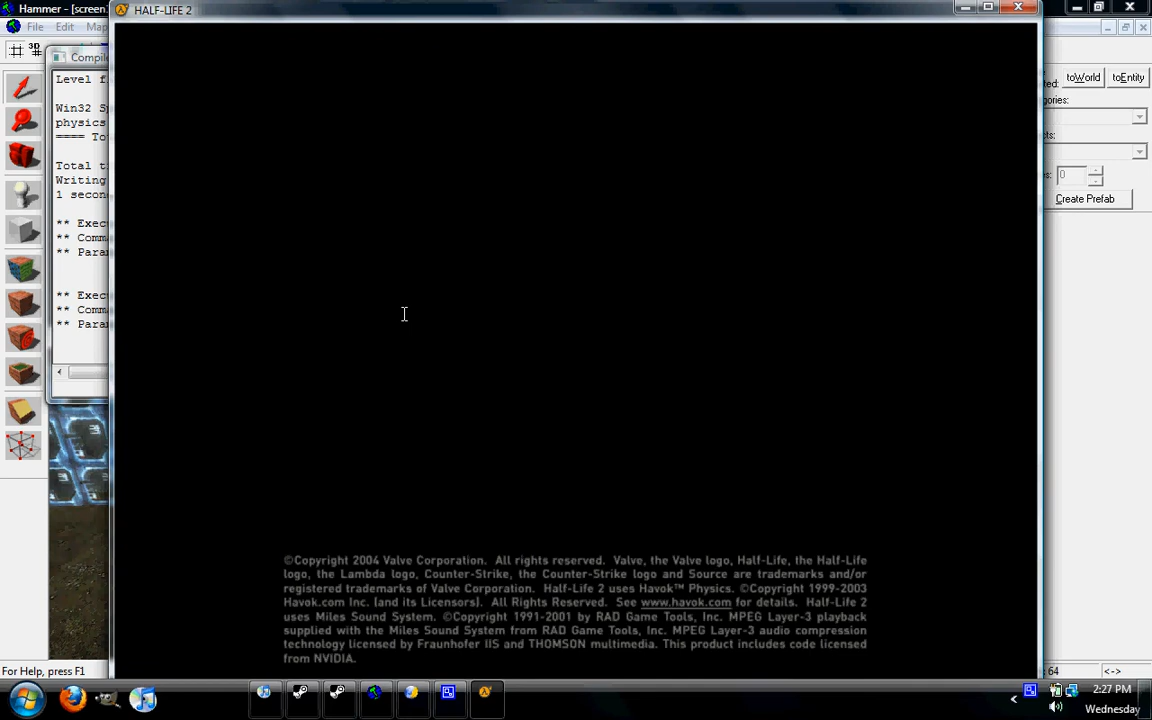 Hammer - [screen
HALF-LIFE 2
File Edit Map
Compile
toWorld toEntity
Level f
Win32 Sp
physics
==== To
Total t
Writing
1 secon
** Exec
** Comm
** Para
** Exec
** Comm
** Para
0
Create Prefab
©Copyright 2004 Valve Corporation. All rights reserved. Valve, the Valve logo, Half-Life, the Half-Life
logo, the Lambda logo, Counter-Strike, the Counter-Strike logo and Source are trademarks and/or
registered trademarks of Valve Corporation. Half-Life 2 uses Havok™ Physics. ©Copyright 1999-2003
Havok.com Inc. [and its Licensors]. All Rights Reserved. See www.havok.com for details. Half-Life 2
uses Miles Sound System. ©Copyright 1991-2001 by RAD Game Tools, Inc. MPEG Layer-3 playback
supplied with the Miles Sound System from RAD Game Tools, Inc. MPEG Layer-3 audio compression
technology licensed by Fraunhofer IIS and THOMSON multimedia. This product includes code licensed
from NVIDIA.
For Help, press F1
: 64 <->
2:27 PM
Wednesday